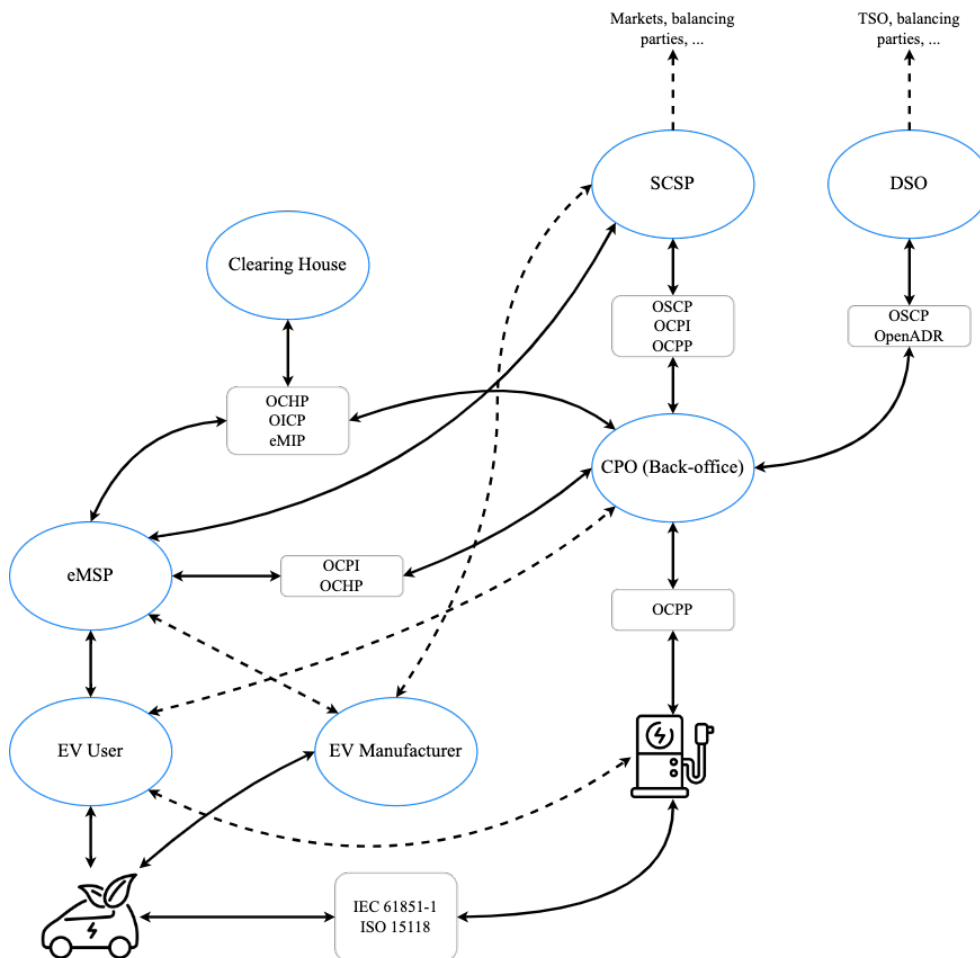 Markets, balancing
parties, ...
TSO, balancing
parties, ...
SCSP
DSO
Clearing House
OSCP
OCPI
OCPP
OSCP
OpenADR
OCHP
OICP
eMIP
CPO (Back-office)
eMSP
OCPI
OCHP
OCPP
EV User
EV Manufacturer
IEC 61851-1
ISO 15118